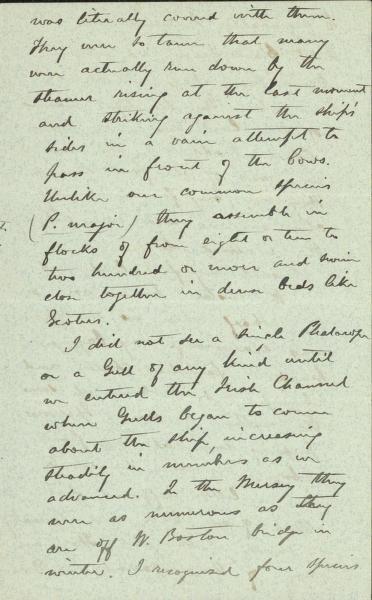 was literally covered with them.
They were so tame that many
were actually run down by the
steamer rising at the last moment
and striking against the ship's
sides in a vain attempt to
pass in front of the bows.
Unlike our common species
(P. major) they assemble in
flocks of from eight or ten to
two hundred or more and swim
close together in dense beds like
Scoters.
I did not see a single Phalarope
or a Gull of any kind until
we entered the Irish Channel
where Gulls began to come
about the ship, increasing
steadily in numbers as we
advanced. In the Mersey they
were as numerous as they
are off W. Boston bridge in
winter. I recognized four species